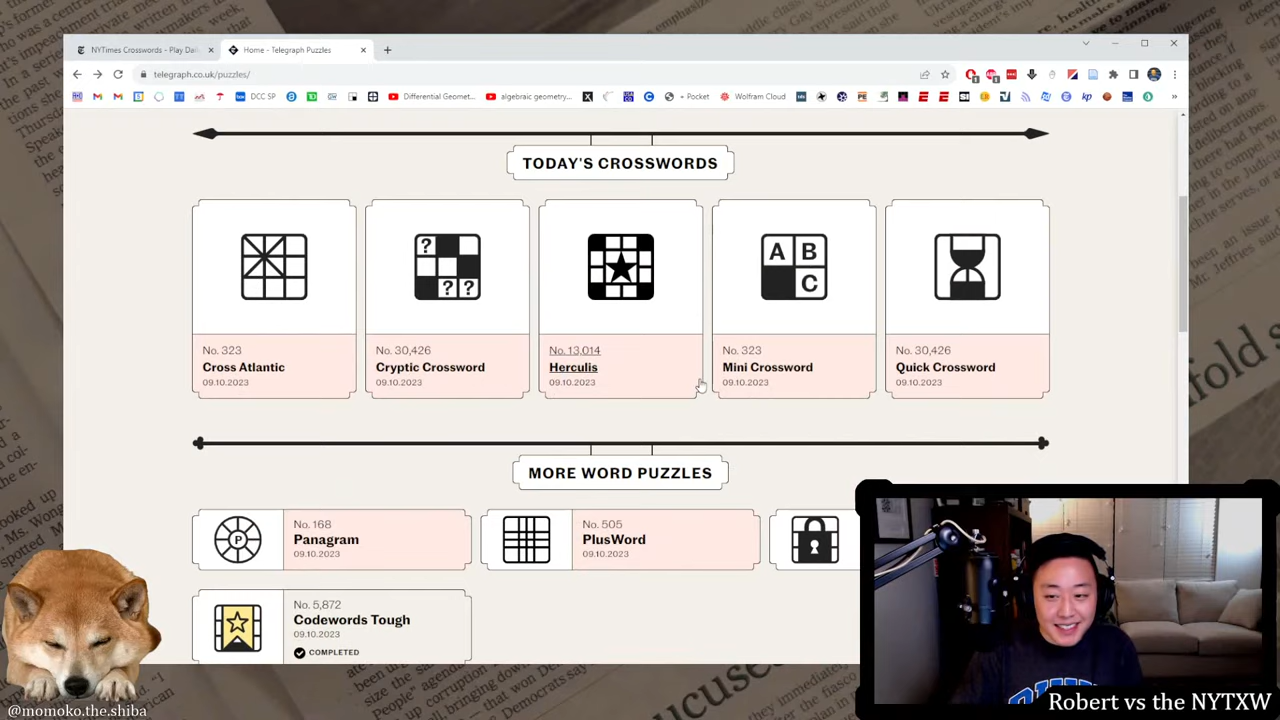 NYTimes Crosswords - Play Dail
Home - Telegraph Puzzles
telegraph.co.uk/puzzles/
DCC SP
Differential Geomet...
algebraic geometry...
+ Pocket
Wolfram Cloud
TODAY'S CROSSWORDS
No. 323
Cross Atlantic
09.10.2023
No. 30,426
Cryptic Crossword
09.10.2023
No. 13,014
Herculis
09.10.2023
A B
C
No. 323
Mini Crossword
09.10.2023
No. 30,426
Quick Crossword
09.10.2023
MORE WORD PUZZLES
P
No. 168
Panagram
09.10.2023
No. 505
PlusWord
09.10.2023
No. 5,872
Codewords Tough
09.10.2023
COMPLETED
@momoko.the.shiba
Robert vs the NYTXW